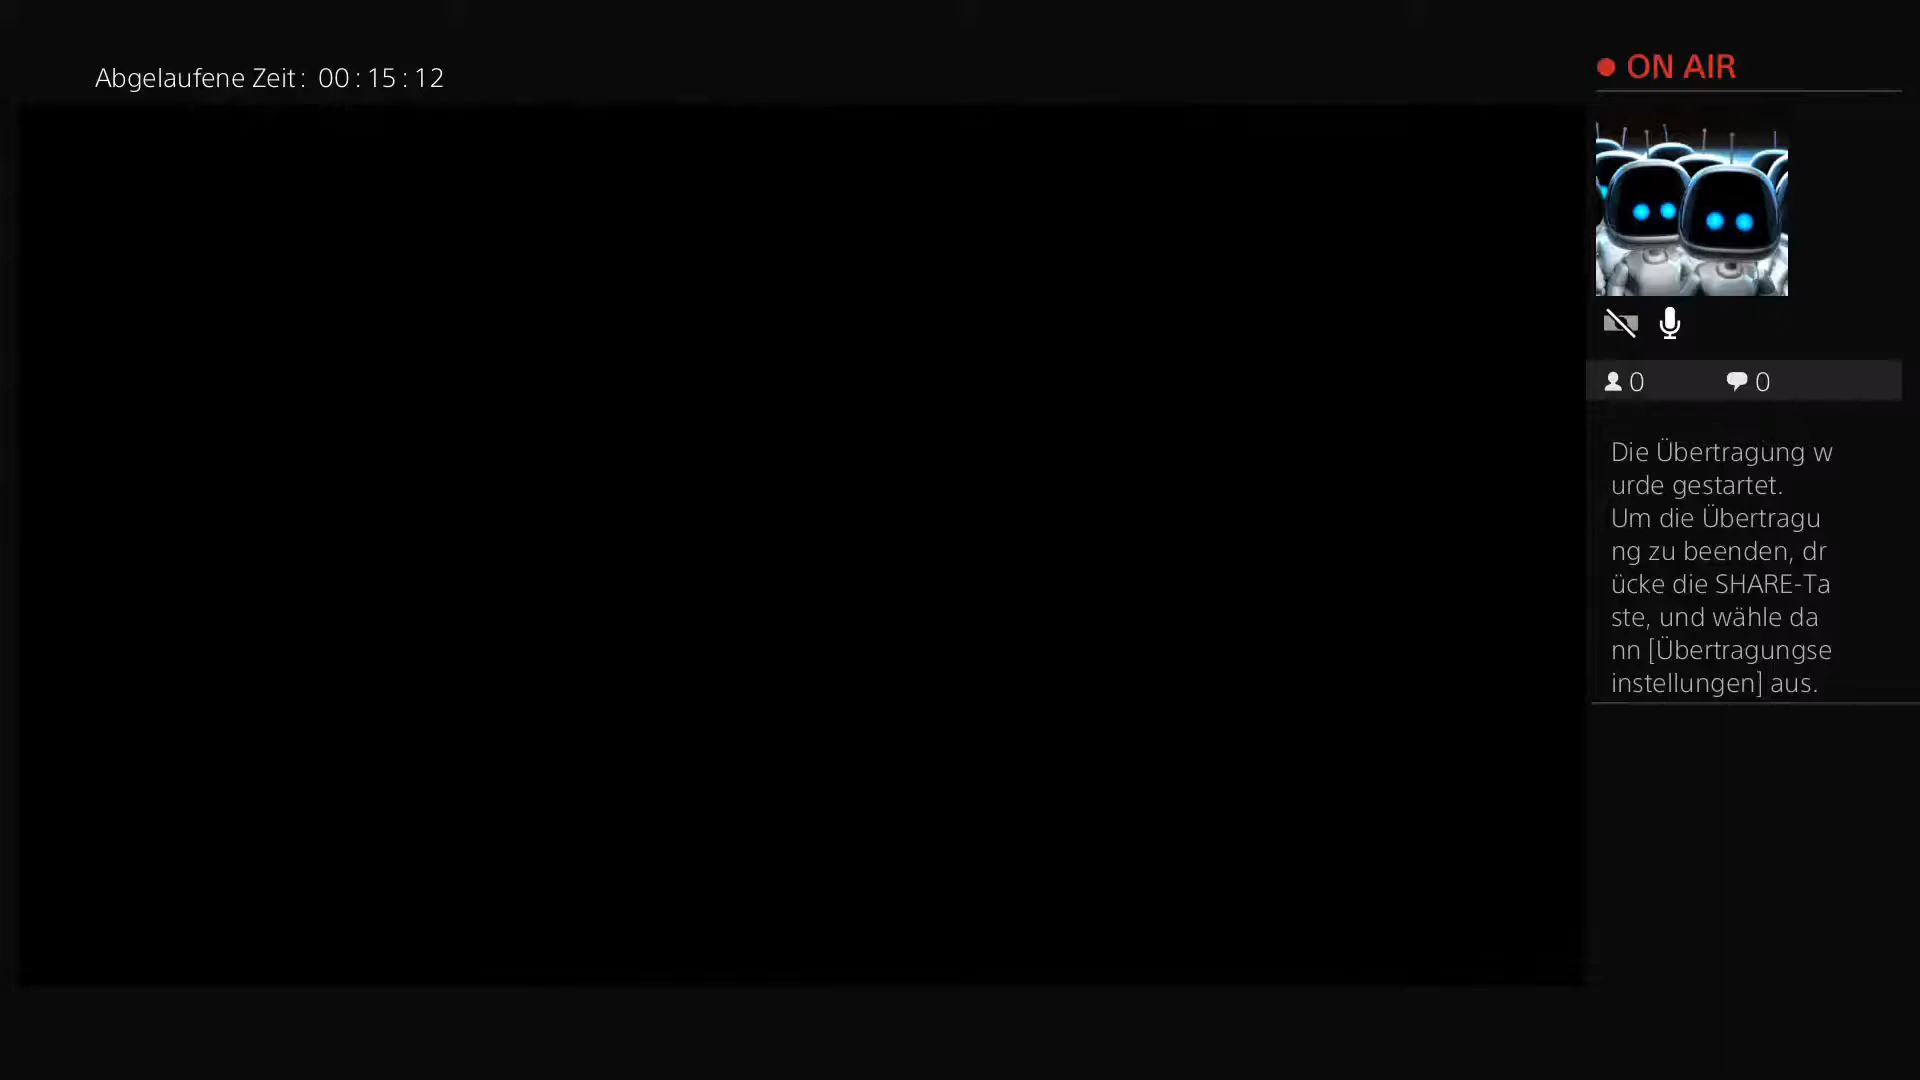 Abgelaufene Zeit: 00:15:12
ON AIR
0 0
Die Übertragung w
urde gestartet.
Um die Übertragu
ng zu beenden, dr
ücke die SHARE-Ta
ste, und wähle da
nn [Übertragungse
instellungen] aus.